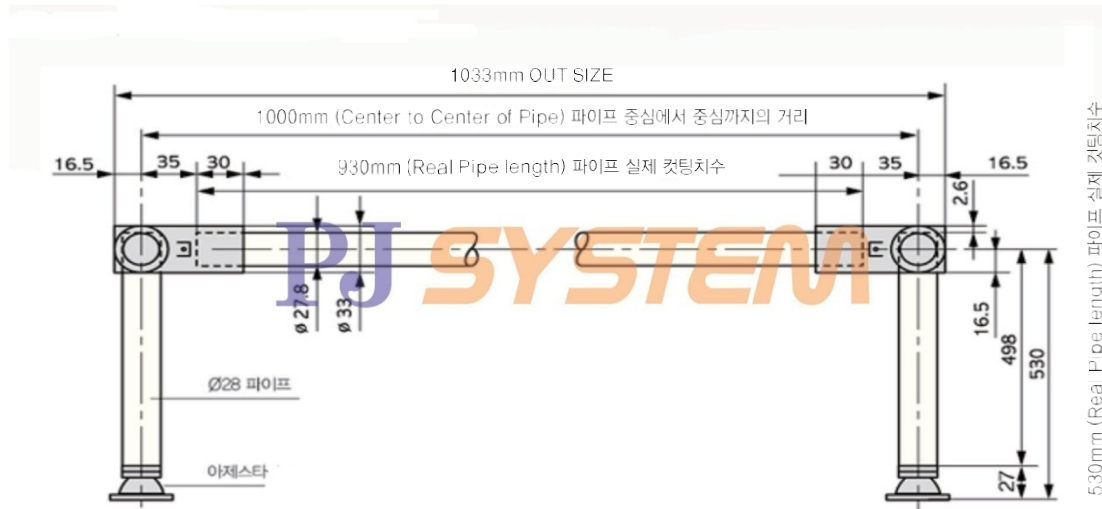 1033mm OUT SIZE
1000mm (Center to Center of Pipe) 파이프 중심에서 중심까지의 거리
930mm (Real Pipe length) 파이프 실제 컷팅치수
16.5 35 30 30 35 16.5
2.6
PJ SYSTEM
ø 27.8
ø 33
16.5
498
530
530mm (Real Pipe length) 파이프 실제 컷팅치수
Ø28 파이프
아제스타
27